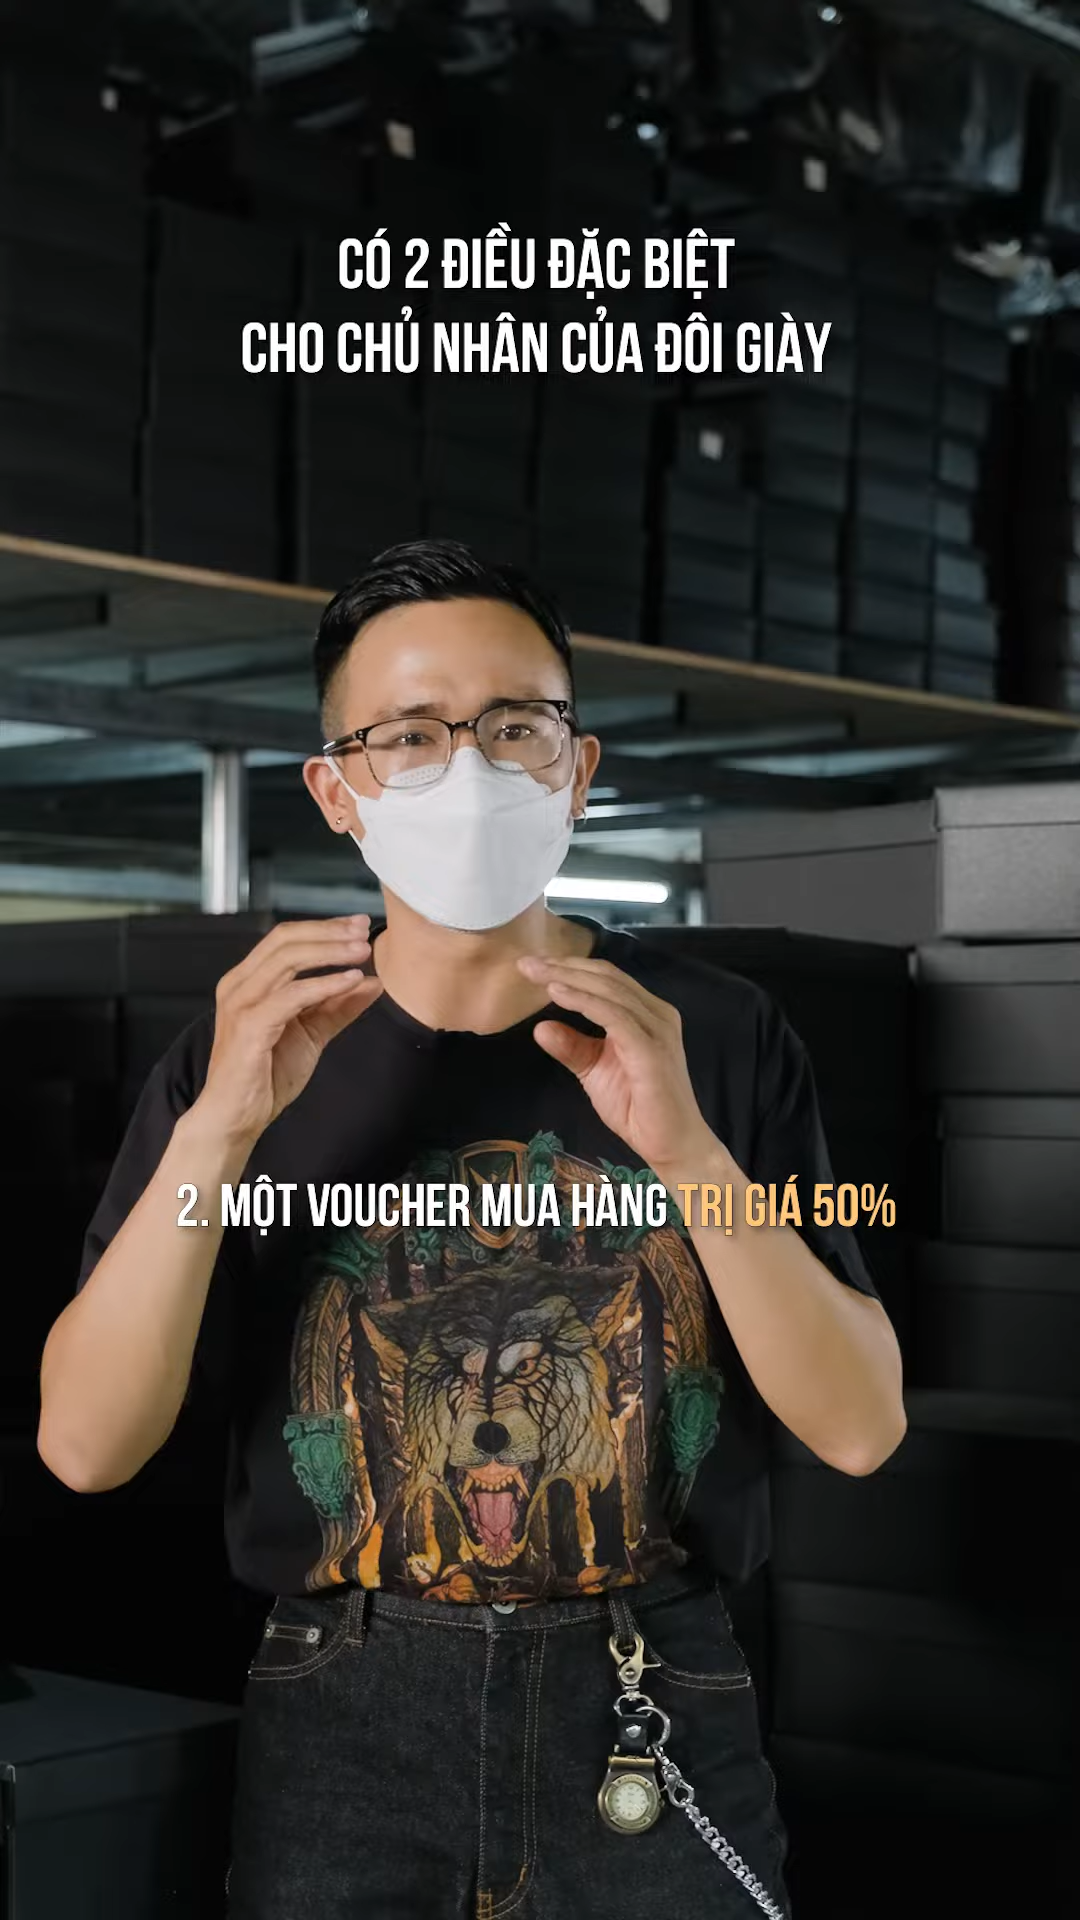 CÓ 2 ĐIỀU ĐẶC BIỆT
CHO CHỦ NHÂN CỦA ĐÔI GIÀY
2. MỘT VOUCHER MUA HÀNG TRỊ GIÁ 50%